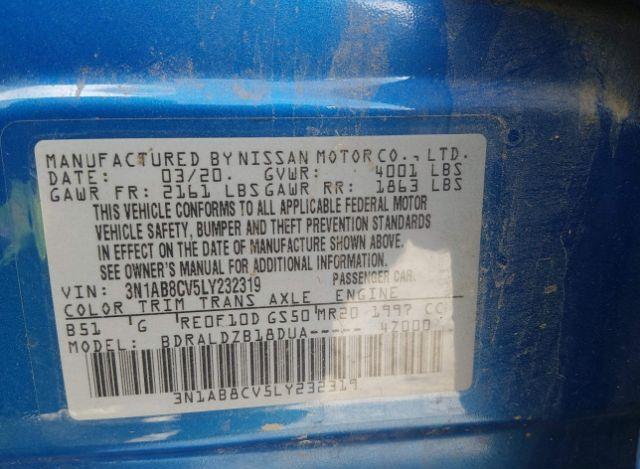 MANUFACTURED BY NISSAN MOTOR CO., LTD.
DATE: 03/20. GVWR: 4001 LBS
GAWR FR: 2161 LBS GAWR RR: 1863 LBS
THIS VEHICLE CONFORMS TO ALL APPLICABLE FEDERAL MOTOR
VEHICLE SAFETY, BUMPER AND THEFT PREVENTION STANDARDS
IN EFFECT ON THE DATE OF MANUFACTURE SHOWN ABOVE.
SEE OWNER'S MANUAL FOR ADDITIONAL INFORMATION.
VIN: 3N1AB8CV5LY232319 PASSENGER CAR.
COLOR TRIM TRANS AXLE ENGINE
B51 G RE0F10D GS50 MR20 1997 CC
MODEL: BDRALDZB18DUA----- 47000
3N1AB8CV5LY232319